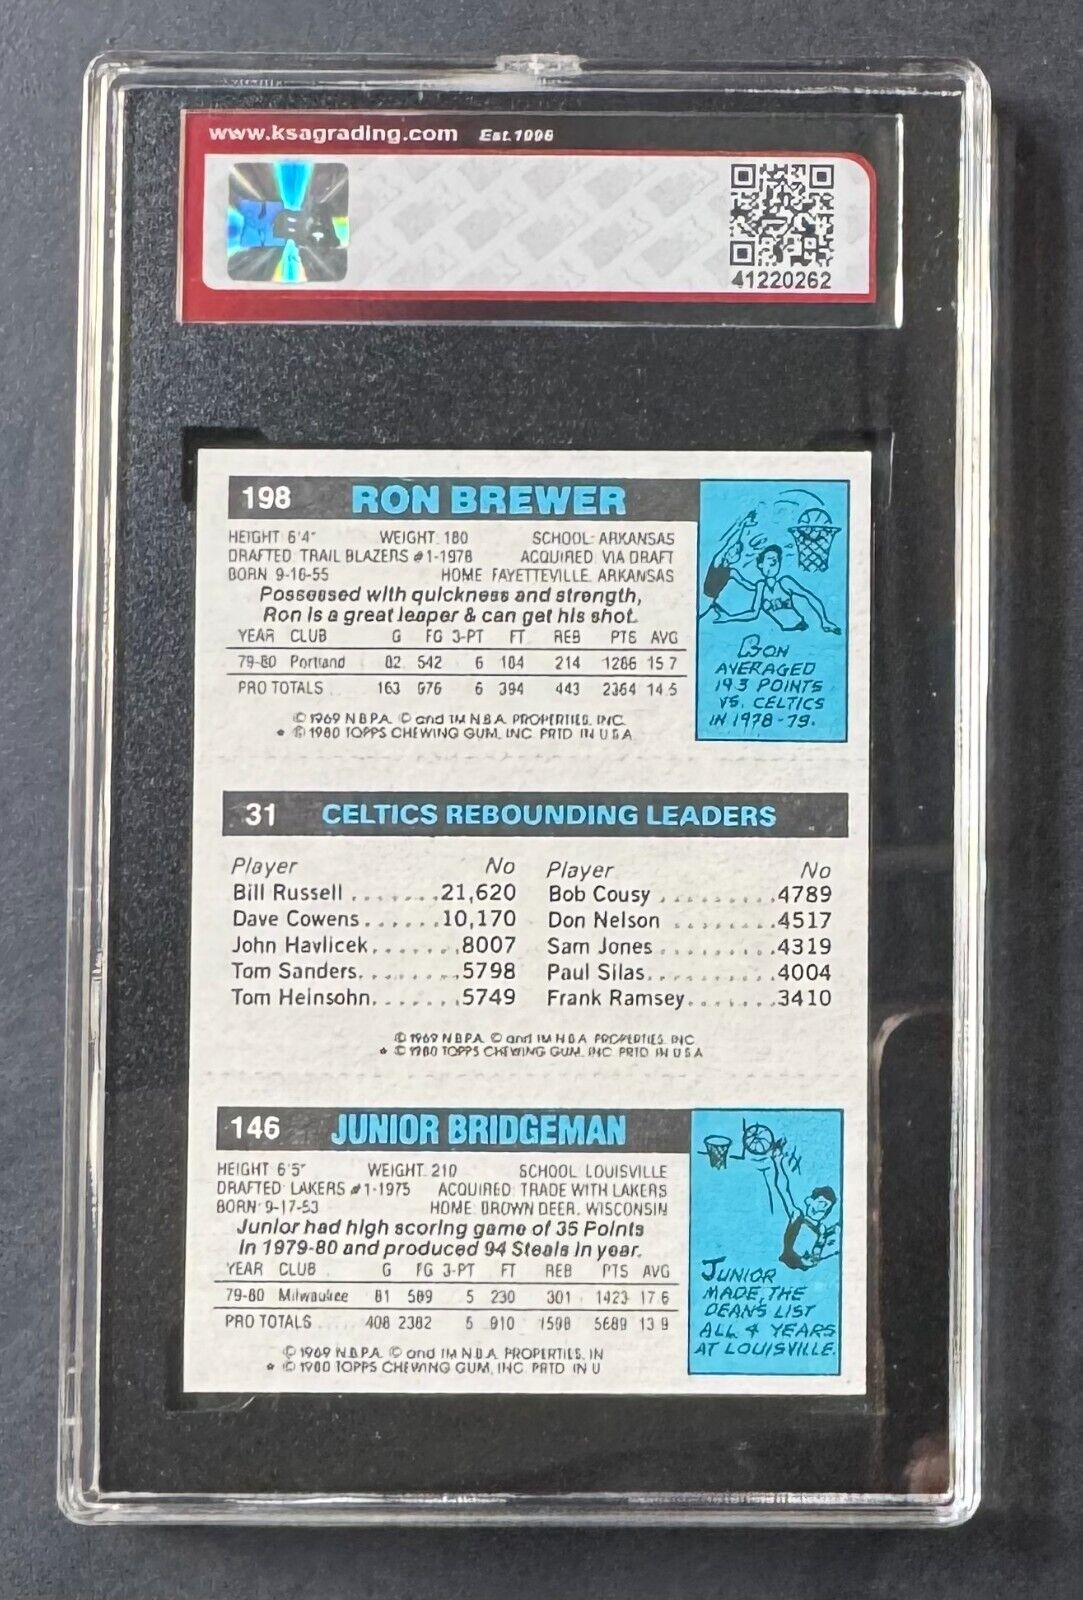 www.ksagrading.com Est.1996
KSA
41220262
198 RON BREWER
HEIGHT 6'4" WEIGHT 180 SCHOOL ARKANSAS
DRAFTED TRAIL BLAZERS #1-1978 ACQUIRED VIA DRAFT
BORN 9-16-55 HOME FAYETTEVILLE, ARKANSAS
Possessed with quickness and strength,
Ron is a great leaper & can get his shot.
YEAR CLUB G FG 3-PT FT REB PTS AVG
79-80 Portland 82 542 6 184 214 1286 15.7
PRO TOTALS 163 976 6 394 443 2364 14.5
© 1969 N.B.P.A. © and TM N.B.A. PROPERTIES, INC.
* © 1980 TOPPS CHEWING GUM, INC. PRTD. IN U.S.A.
RON
AVERAGED
19.3 POINTS
VS. CELTICS
IN 1978-79.
31 CELTICS REBOUNDING LEADERS
Player No Player No
Bill Russell.......21,620 Bob Cousy........4789
Dave Cowens......10,170 Don Nelson.......4517
John Havlicek.......8007 Sam Jones........4319
Tom Sanders........5798 Paul Silas.........4004
Tom Heinsohn.......5749 Frank Ramsey......3410
© 1969 N.B.P.A. © and TM N.B.A. PROPERTIES, INC.
* © 1980 TOPPS CHEWING GUM, INC. PRTD. IN U.S.A.
146 JUNIOR BRIDGEMAN
HEIGHT 6'5" WEIGHT 210 SCHOOL LOUISVILLE
DRAFTED LAKERS #1-1975 ACQUIRED TRADE WITH LAKERS
BORN 9-17-53 HOME BROWN DEER, WISCONSIN
Junior had high scoring game of 35 Points
in 1979-80 and produced 94 Steals in year.
YEAR CLUB G FG 3-PT FT REB PTS AVG
79-80 Milwaukee 81 589 5 230 301 1423 17.6
PRO TOTALS 408 2382 5 910 1598 5689 13.9
© 1969 N.B.P.A. © and TM N.B.A. PROPERTIES, IN
* © 1980 TOPPS CHEWING GUM, INC. PRTD. IN U
JUNIOR
MADE THE
DEAN'S LIST
ALL 4 YEARS
AT LOUISVILLE.